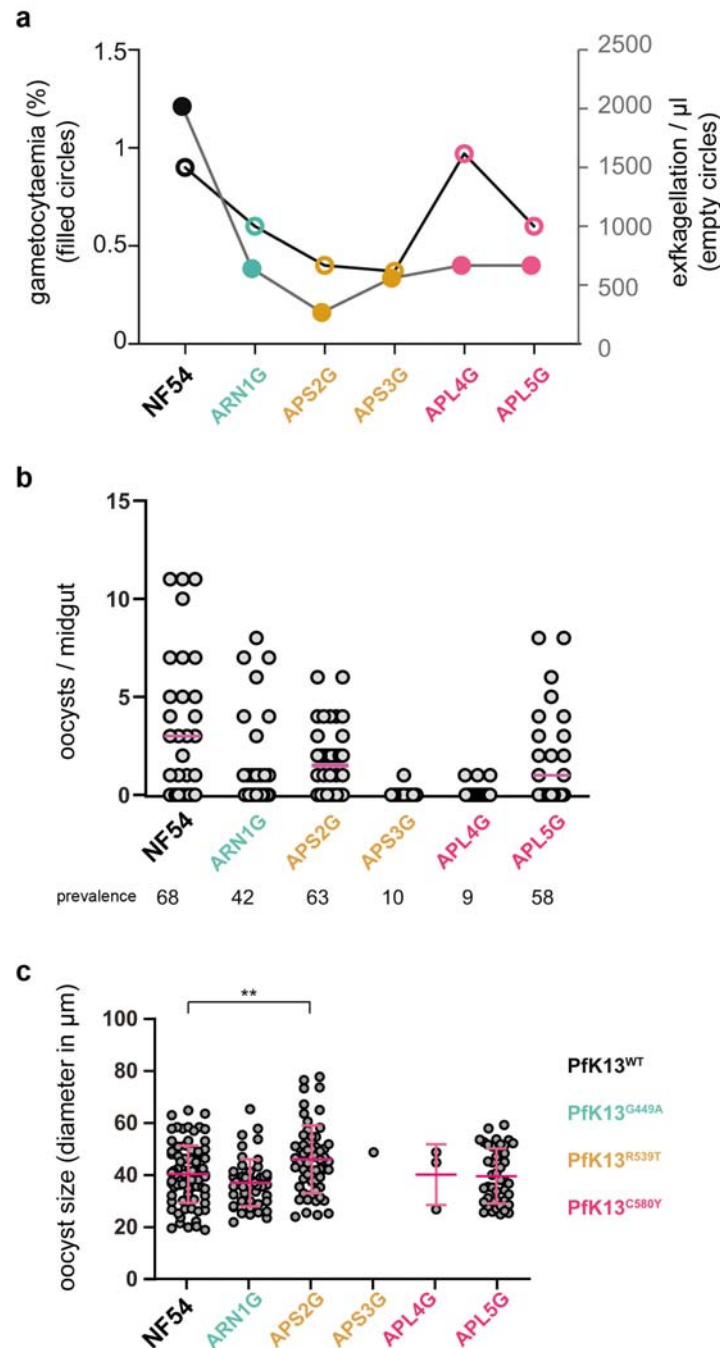 a
gametocytaemia (%)
(filled circles)
1.5
1
0.5
0
2500
2000
1500
1000
500
0
exfkagellation / µl
(empty circles)
NF54
ARN1G
APS2G
APS3G
APL4G
APL5G
b
oocysts / midgut
15
10
5
0
NF54
ARN1G
APS2G
APS3G
APL4G
APL5G
prevalence 68 42 63 10 9 58
c
oocyst size (diameter in µm)
100
80
60
40
20
0
**
NF54
ARN1G
APS2G
APS3G
APL4G
APL5G
PfK13WT
PfK13G449A
PfK13R539T
PfK13C580Y